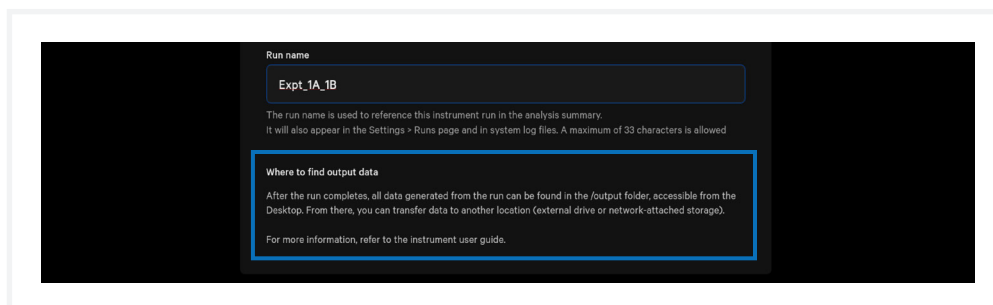 Run name
Expt_1A_1B
The run name is used to reference this instrument run in the analysis summary.
It will also appear in the Settings > Runs page and in system log files. A maximum of 33 characters is allowed
Where to find output data
After the run completes, all data generated from the run can be found in the /output folder, accessible from the
Desktop. From there, you can transfer data to another location (external drive or network-attached storage).
For more information, refer to the instrument user guide.